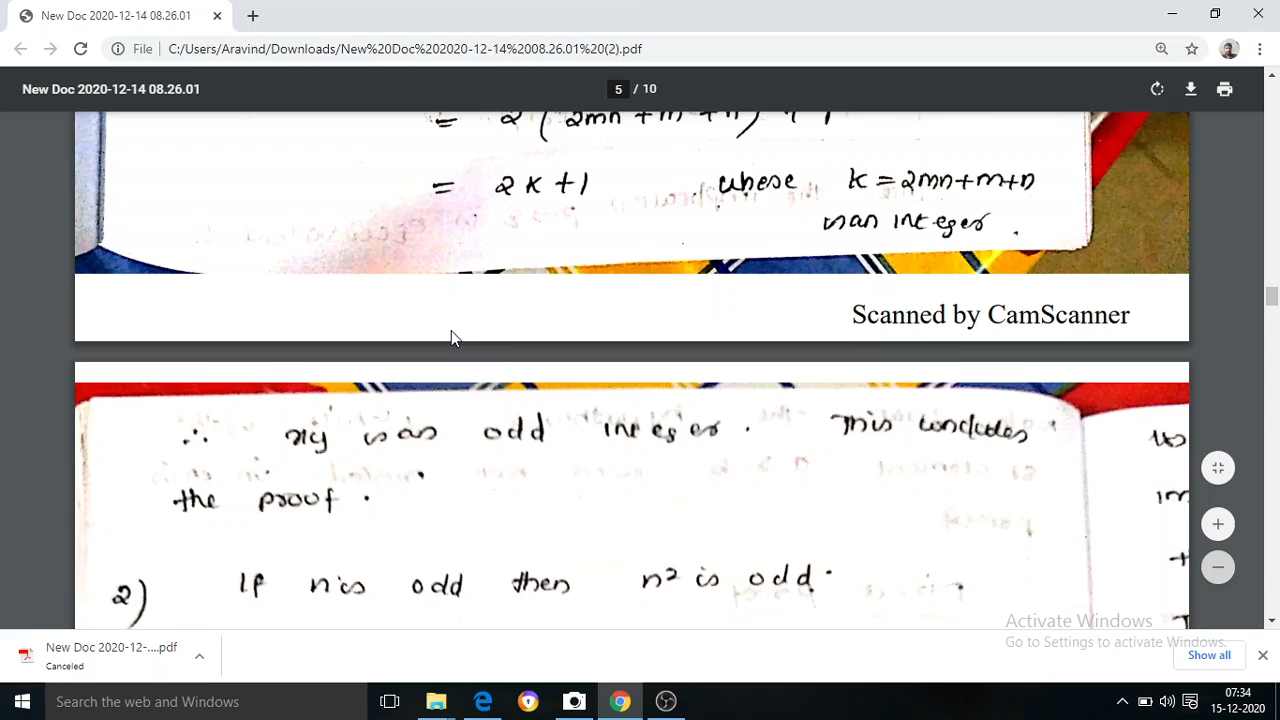 New Doc 2020-12-14 08.26.01
File C:/Users/Aravind/Downloads/New%20Doc%202020-12-14%2008.26.01%20(2).pdf
New Doc 2020-12-14 08.26.01 5 / 10
= 2 (2mn + m + n) + 1
= 2k + 1 where k = 2mn+m+n
is an integer .
Scanned by CamScanner
∴ xy is an odd integer . This concludes
the proof .
2) If n is odd then n² is odd .
Activate Windows
Go to Settings to activate Windows.
New Doc 2020-12-....pdf
Canceled
Show all
Search the web and Windows
07:34
15-12-2020